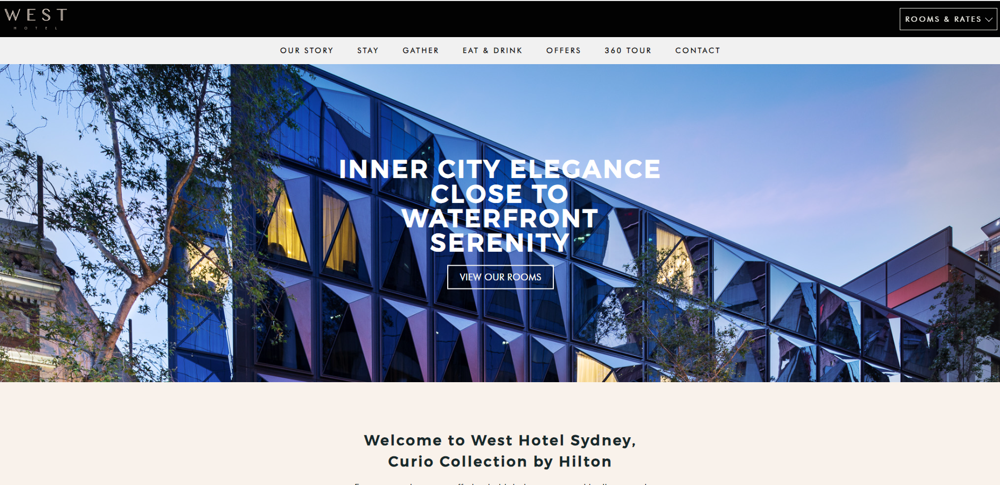 WEST
HOTEL
ROOMS & RATES
OUR STORY
STAY
GATHER
EAT & DRINK
OFFERS
360 TOUR
CONTACT
INNER CITY ELEGANCE
CLOSE TO
WATERFRONT
SERENITY
VIEW OUR ROOMS
Welcome to West Hotel Sydney,
Curio Collection by Hilton